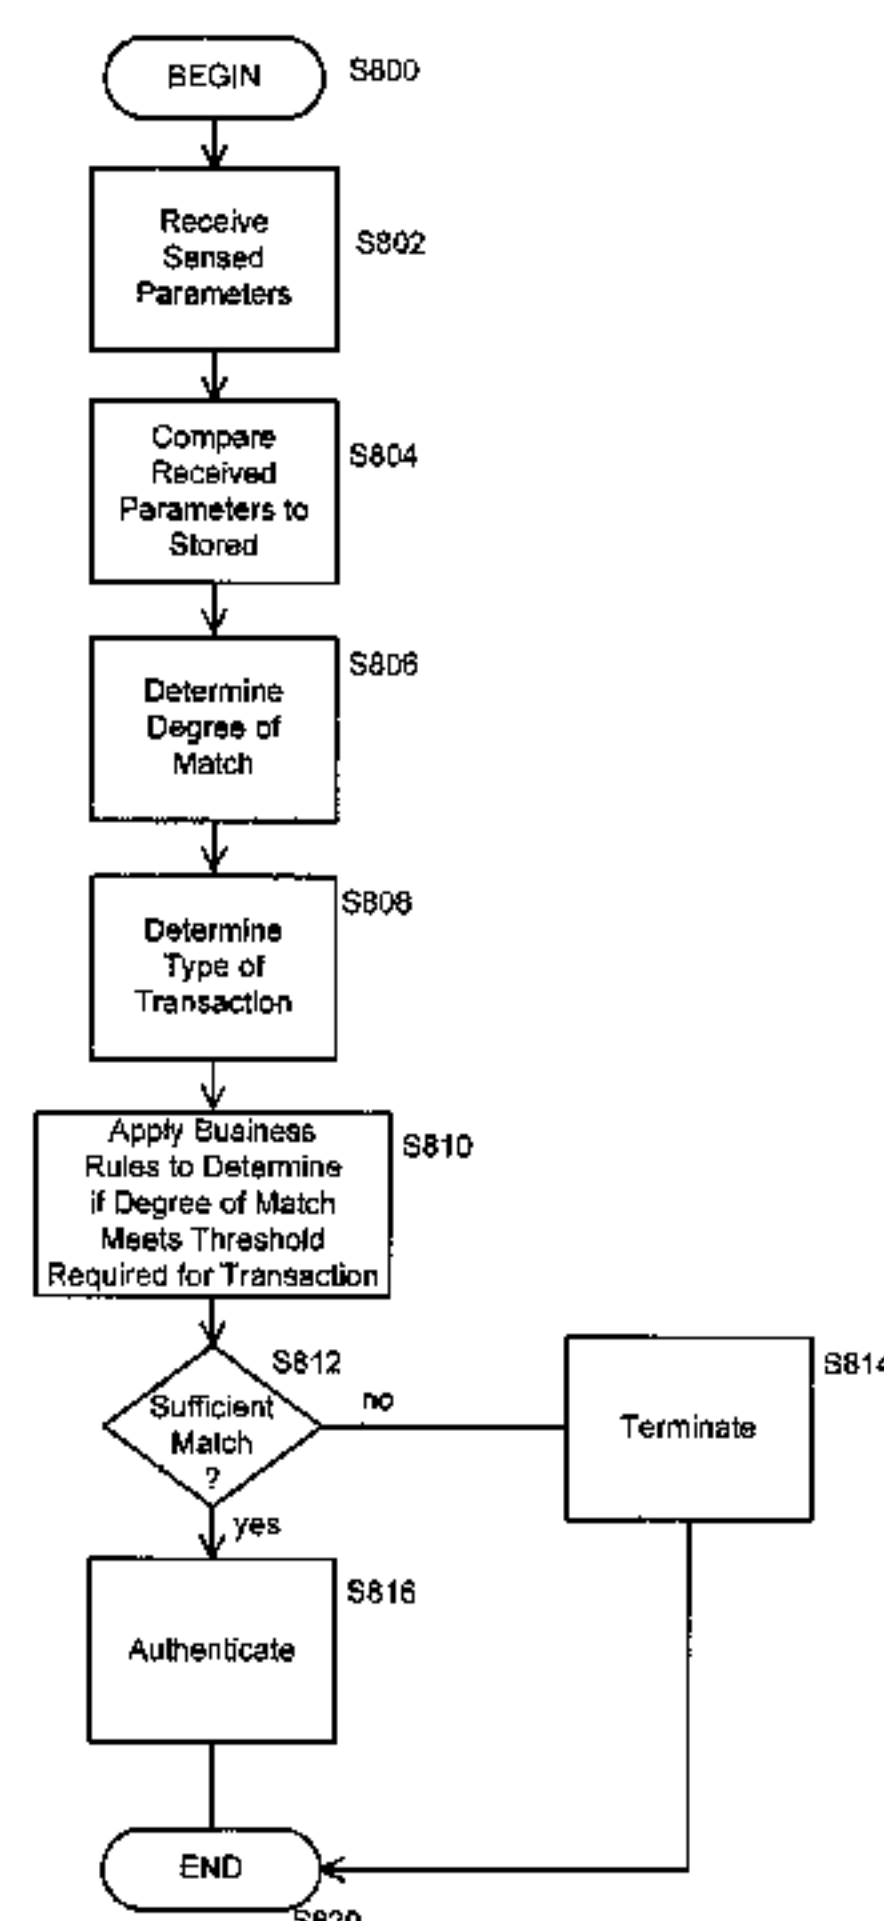 BEGIN
S800
Receive
Sensed
Parameters
S802
Compare
Received
Parameters to
Stored
S804
Determine
Degree of
Match
S806
Determine
Type of
Transaction
S808
Apply Business
Rules to Determine
if Degree of Match
Meets Threshold
Required for Transaction
S810
Sufficient
Match
?
S812
no
Terminate
S814
yes
Authenticate
S816
END